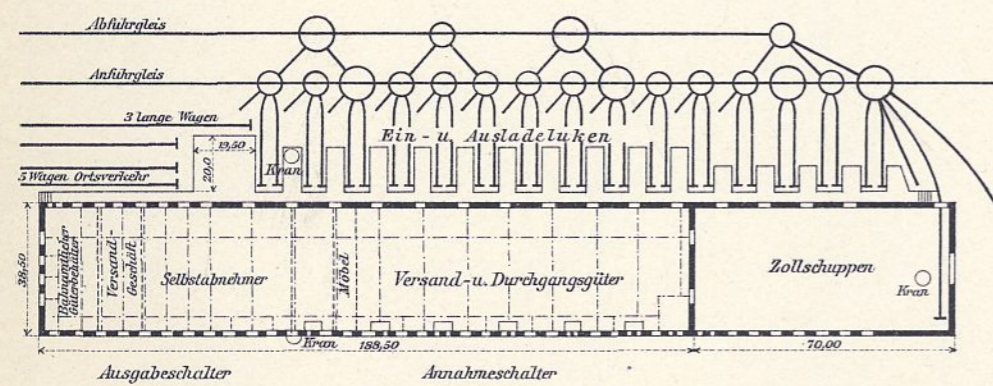 Abfuhrgleis
Anfuhrgleis
3 lange Wagen
Ein- u. Ausladeluken
19,50
20,0
Kran
5 Wagen Ortsverkehr
38,50
Bahnamtlicher
Güterbehälter
Versand-
Geschäft
Selbstabnehmer
Möbel
Versand- u. Durchgangsgüter
Zollschuppen
Kran
Kran
188,50
70,00
Ausgabeschalter
Annahmeschalter